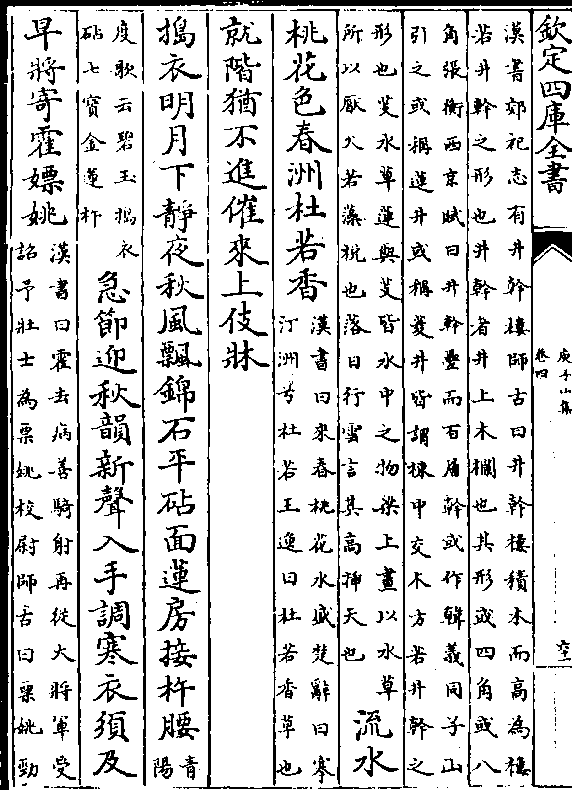 欽定四庫全書
庾子山集
卷四
漢書郊祀志有井幹樓師古曰井幹樓積木而高為樓
若井幹之形也井幹者井上木欄也其形或四角或八
角張衡西京賦曰井幹疊而百層幹或作韓義同子山
引之或稱蓮井或稱菱井皆謂棟中交木方若井幹之
形也芰水草蓮與芰皆水中之物梁上畫以水草
所以厭火若藻梲也落日行雲言其高揷天也
流水
桃花色春洲杜若香
漢書曰來春桃花水盛楚辭曰搴
汀洲兮杜若王逸曰杜若香草也
就階猶不進催來上伎牀
搗衣明月下靜夜秋風飄錦石平砧面蓮房接杵腰
青
陽
度歌云碧玉搗衣
砧七寶金蓮杵
急節迎秋韻新聲入手調寒衣須及
早將寄霍嫖姚
漢書曰霍去病善騎射再從大將軍受
詔予壯士為票姚校尉師古曰票姚勁